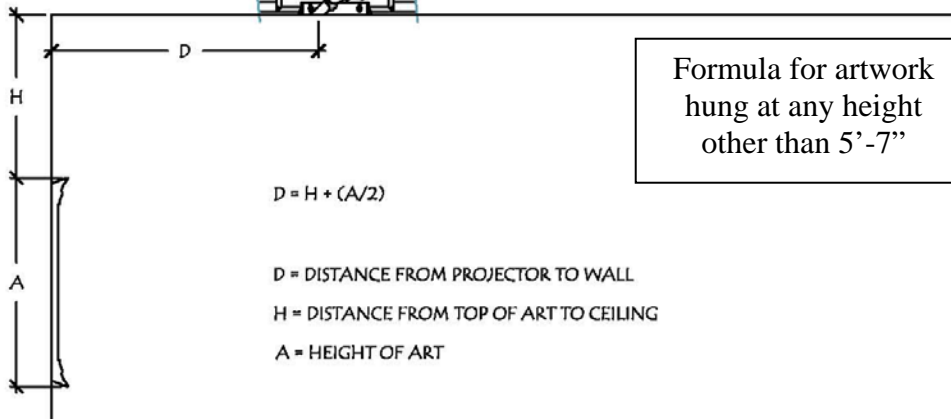 D
H
Formula for artwork
hung at any height
other than 5’-7”
D = H + (A/2)
A
D = DISTANCE FROM PROJECTOR TO WALL
H = DISTANCE FROM TOP OF ART TO CEILING
A = HEIGHT OF ART